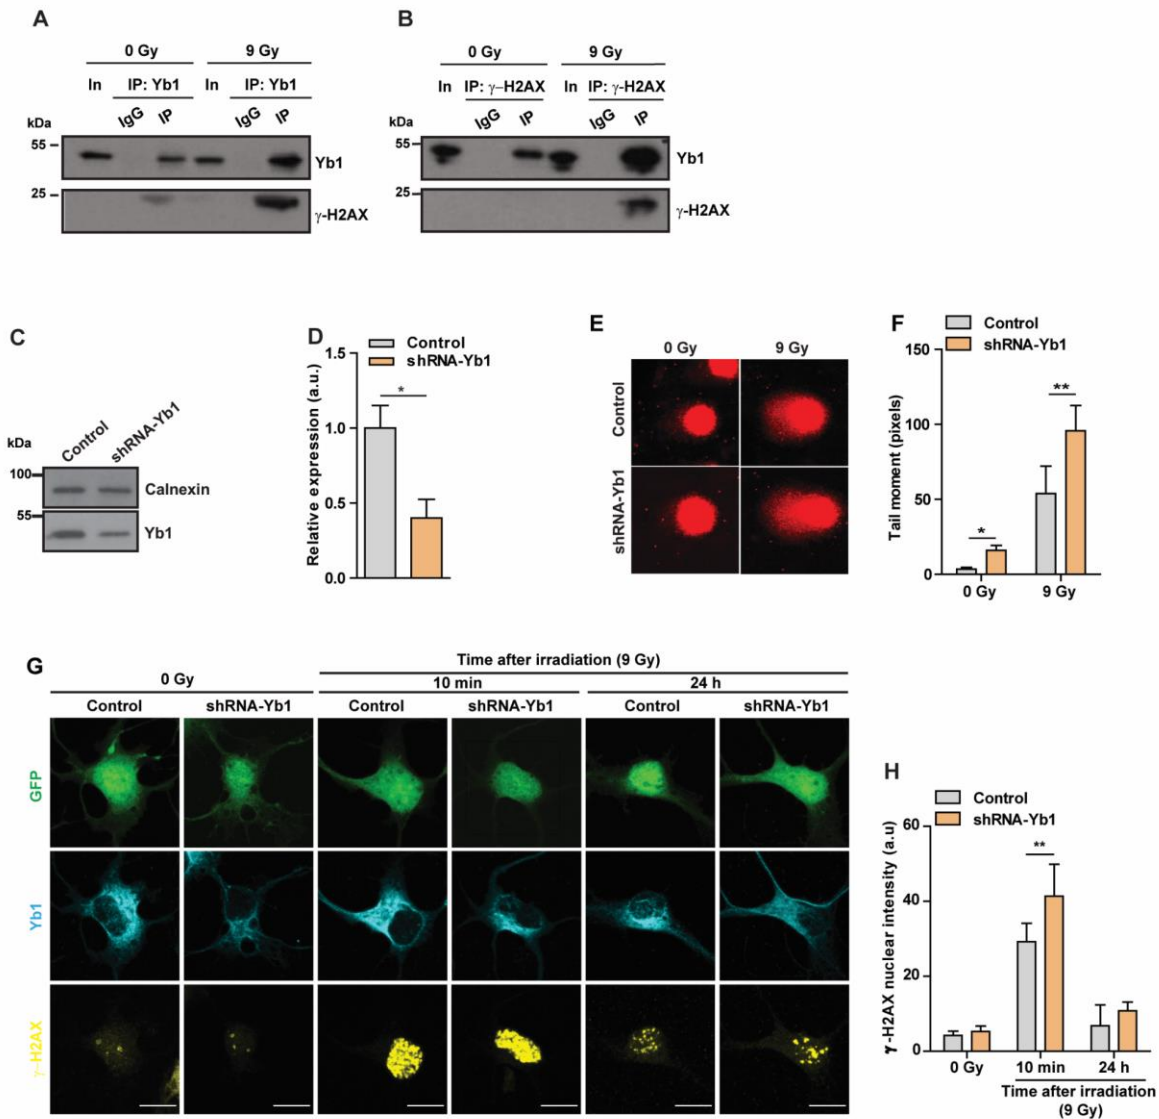 A
0 Gy 9 Gy
In IP: Yb1 In IP: Yb1
IgG IP IgG IP
kDa
55
Yb1
25
γ-H2AX
B
0 Gy 9 Gy
In IP: γ-H2AX In IP: γ-H2AX
IgG IP IgG IP
kDa
55
Yb1
25
γ-H2AX
C
kDa Control shRNA-Yb1
100
Calnexin
55
Yb1
D
Control
shRNA-Yb1
Relative expression (a.u.)
1.5
1.0
0.5
0.0
*
E
0 Gy 9 Gy
Control
shRNA-Yb1
F
Control
shRNA-Yb1
Tail moment (pixels)
150
100
50
0
* **
0 Gy 9 Gy
G
Time after irradiation (9 Gy)
0 Gy 10 min 24 h
Control shRNA-Yb1 Control shRNA-Yb1 Control shRNA-Yb1
GFP
Yb1
γ-H2AX
H
Control
shRNA-Yb1
γ-H2AX nuclear intensity (a.u)
60
40
20
0
**
0 Gy 10 min 24 h
Time after irradiation
(9 Gy)